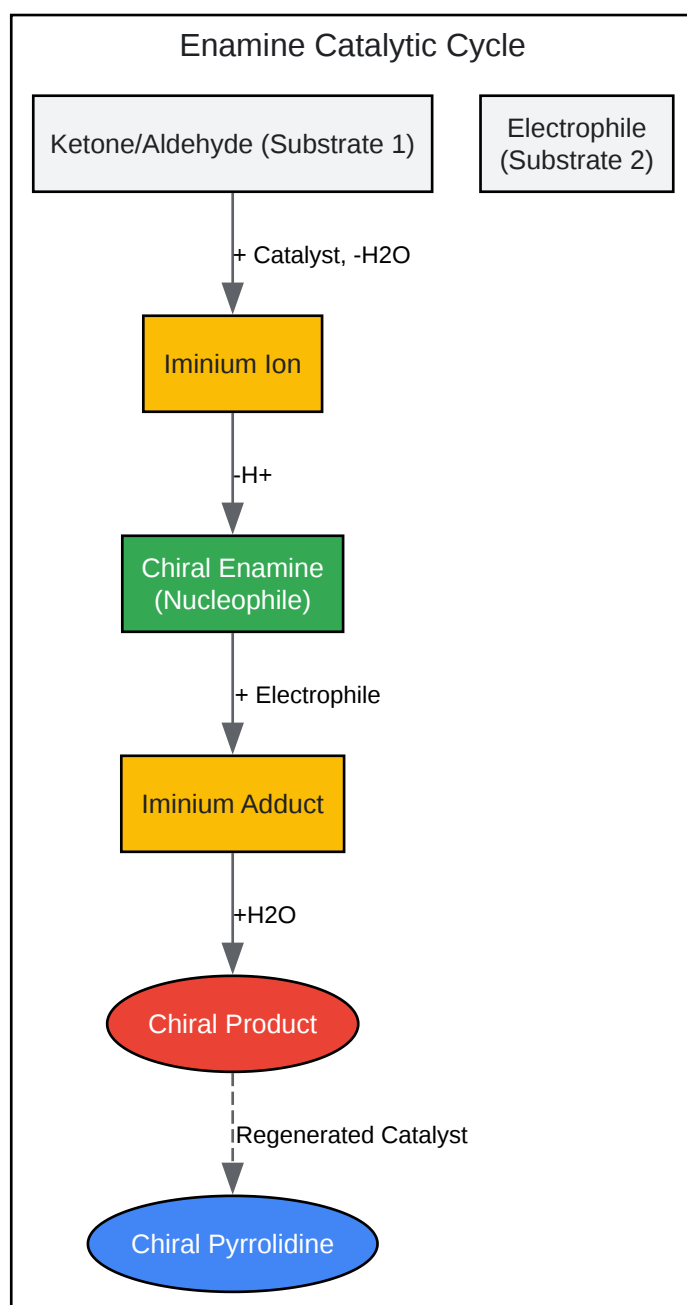 Enamine Catalytic Cycle
Ketone/Aldehyde (Substrate 1)
Electrophile
(Substrate 2)
+ Catalyst, -H2O
Iminium Ion
-H+
Chiral Enamine
(Nucleophile)
+ Electrophile
Iminium Adduct
+H2O
Chiral Product
Regenerated Catalyst
Chiral Pyrrolidine